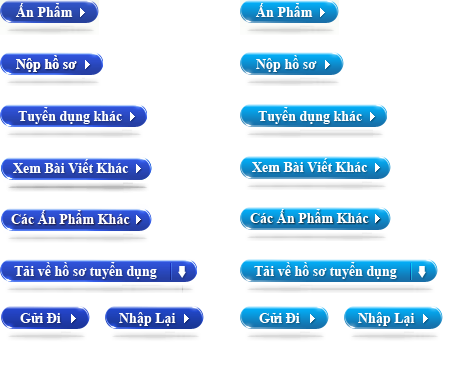 Ấn Phẩm Ấn Phẩm
Nộp hồ sơ Nộp hồ sơ
Tuyển dụng khác Tuyển dụng khác
Xem Bài Viết Khác Xem Bài Viết Khác
Các Ấn Phẩm Khác Các Ấn Phẩm Khác
Tải về hồ sơ tuyển dụng Tải về hồ sơ tuyển dụng
Gửi Đi Nhập Lại Gửi Đi Nhập Lại